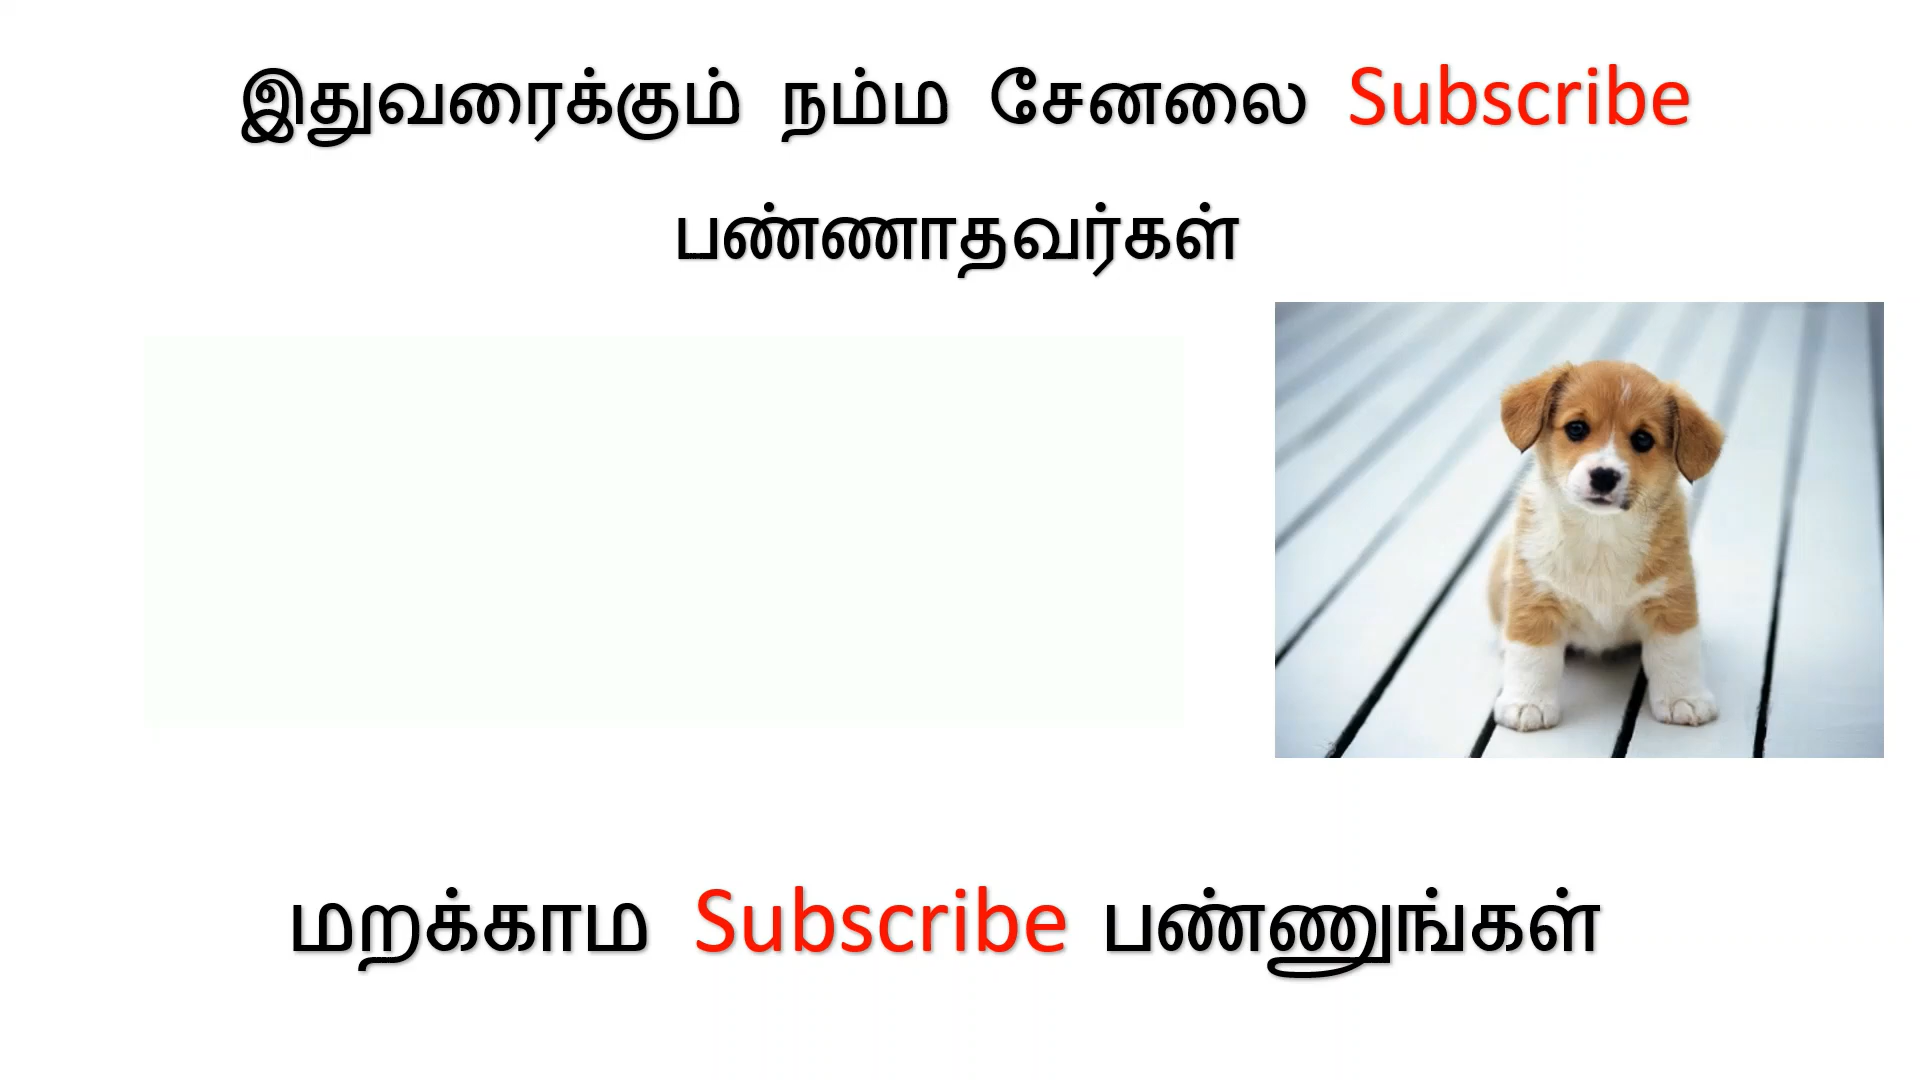 இதுவரைக்கும் நம்ம சேனலை Subscribe
பண்ணாதவர்கள்
மறக்காம Subscribe பண்ணுங்கள்